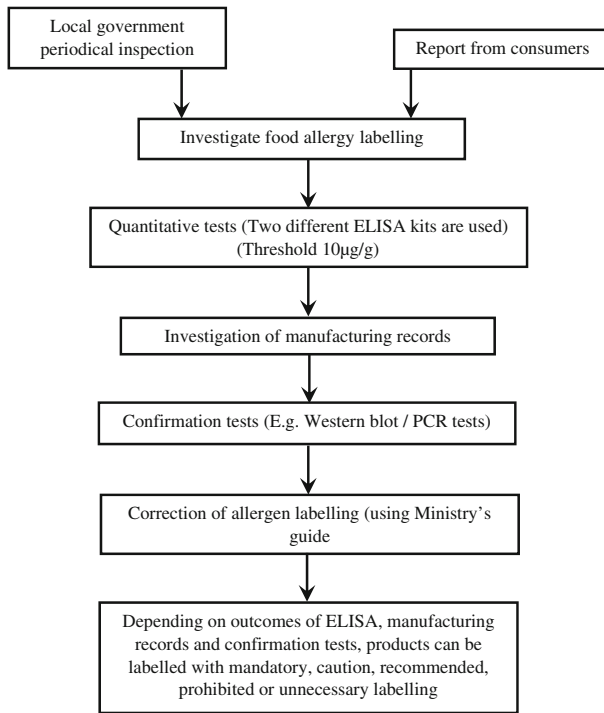 Local government
periodical inspection
Report from consumers
Investigate food allergy labelling
Quantitative tests (Two different ELISA kits are used)
(Threshold 10µg/g)
Investigation of manufacturing records
Confirmation tests (E.g. Western blot / PCR tests)
Correction of allergen labelling (using Ministry’s
guide
Depending on outcomes of ELISA, manufacturing
records and confirmation tests, products can be
labelled with mandatory, caution, recommended,
prohibited or unnecessary labelling